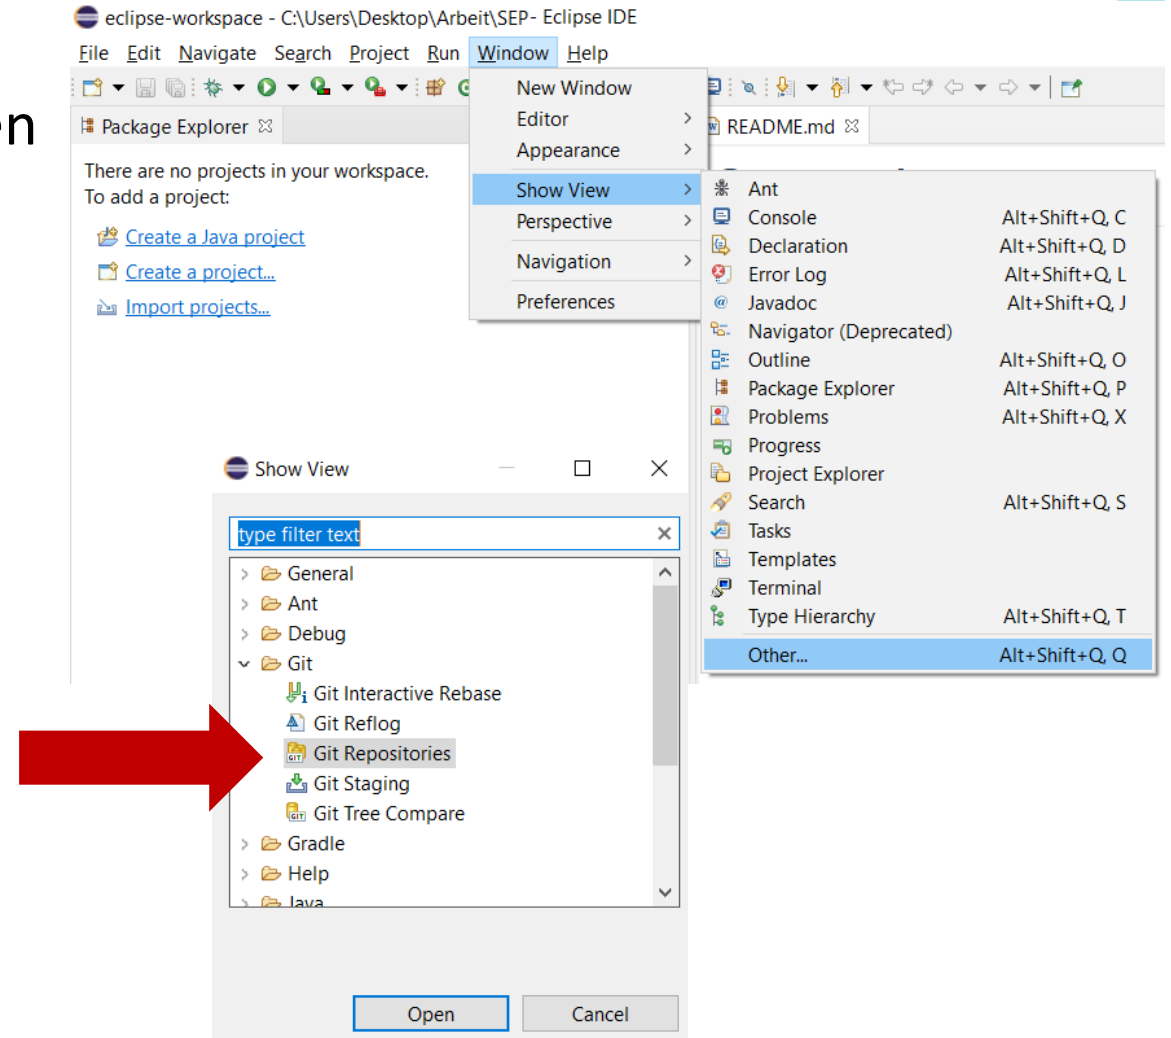 eclipse-workspace - C:\Users\Desktop\Arbeit\SEP- Eclipse IDE
File Edit Navigate Search Project Run Window Help
en
Package Explorer
README.md
There are no projects in your workspace.
To add a project:
Create a Java project
Create a project...
Import projects...
New Window
Editor
Appearance
Show View
Perspective
Navigation
Preferences
Ant
Console Alt+Shift+Q, C
Declaration Alt+Shift+Q, D
Error Log Alt+Shift+Q, L
Javadoc Alt+Shift+Q, J
Navigator (Deprecated)
Outline Alt+Shift+Q, O
Package Explorer Alt+Shift+Q, P
Problems Alt+Shift+Q, X
Progress
Project Explorer
Search Alt+Shift+Q, S
Tasks
Templates
Terminal
Type Hierarchy Alt+Shift+Q, T
Other... Alt+Shift+Q, Q
Show View
type filter text
General
Ant
Debug
Git
Git Interactive Rebase
Git Reflog
Git Repositories
Git Staging
Git Tree Compare
Gradle
Help
Java
Open Cancel